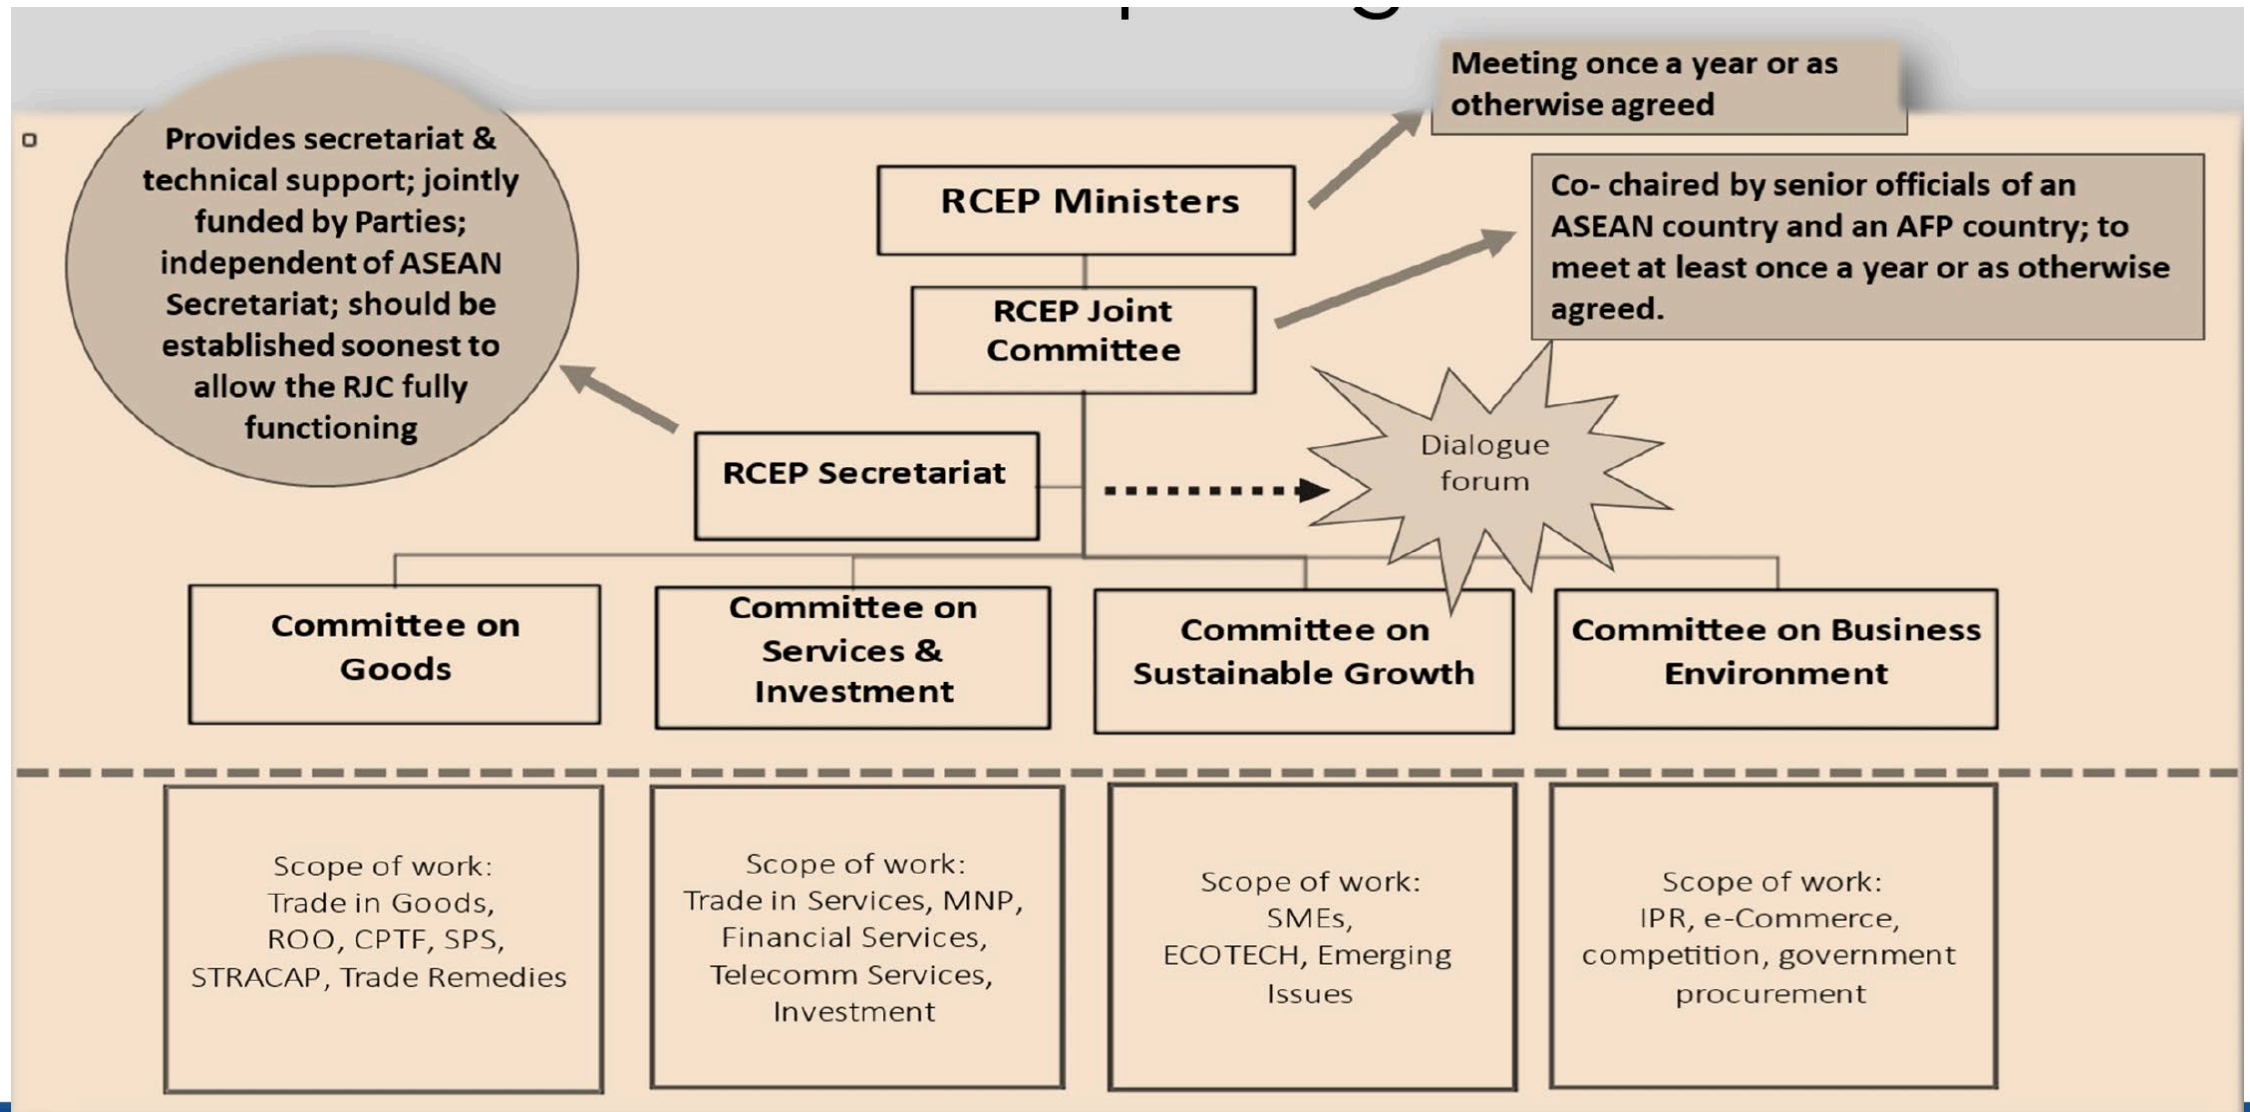 Meeting once a year or as
otherwise agreed
Provides secretariat &
technical support; jointly
funded by Parties;
independent of ASEAN
Secretariat; should be
established soonest to
allow the RJC fully
functioning
RCEP Ministers
Co- chaired by senior officials of an
ASEAN country and an AFP country; to
meet at least once a year or as otherwise
agreed.
RCEP Joint
Committee
RCEP Secretariat
Dialogue
forum
Committee on
Goods
Committee on
Services &
Investment
Committee on
Sustainable Growth
Committee on Business
Environment
Scope of work:
Trade in Goods,
ROO, CPTF, SPS,
STRACAP, Trade Remedies
Scope of work:
Trade in Services, MNP,
Financial Services,
Telecomm Services,
Investment
Scope of work:
SMEs,
ECOTECH, Emerging
Issues
Scope of work:
IPR, e-Commerce,
competition, government
procurement